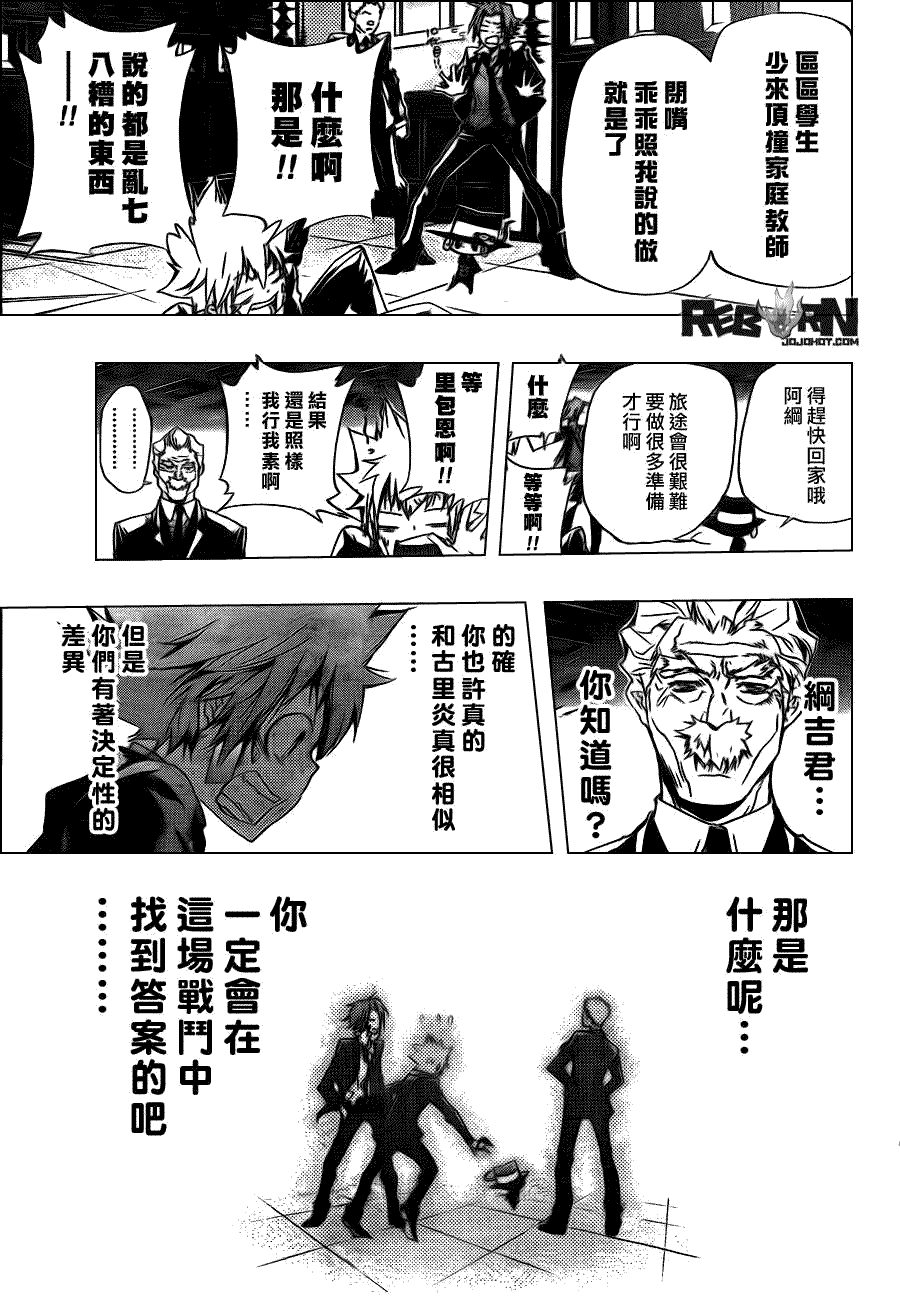 區區學生
少來頂撞家庭教師
閉嘴
乖乖照我說的做
就是了
什麼啊
那是!!
說的都是亂七
八糟的東西
——!!
REBORN
JOJOHOT.COM
得趕快回家哦
阿綱
旅途會很艱難
要做很多準備
才行啊
什麼
等等啊!!
等
里包恩啊!!
結果
還是照樣
我行我素啊
……
………
綱吉君…
你知道嗎?
的確
你也許真的
和古里炎真很相似
……
但是
你們有著決定性的
差異
那是
什麼呢…
你
一定會在
這場戰鬥中
找到答案的吧
………